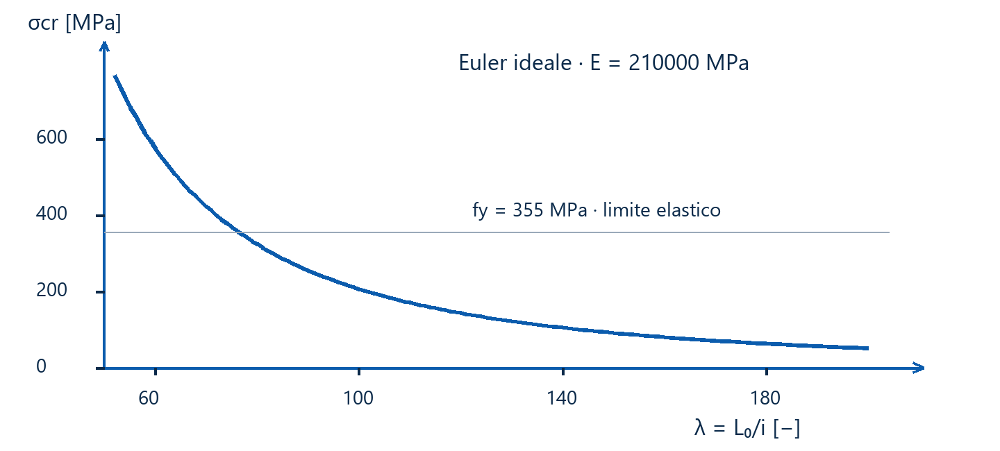 σcr [MPa]
Euler ideale · E = 210000 MPa
600
400
fy = 355 MPa · limite elastico
200
0
60 100 140 180
λ = L₀/i [−]